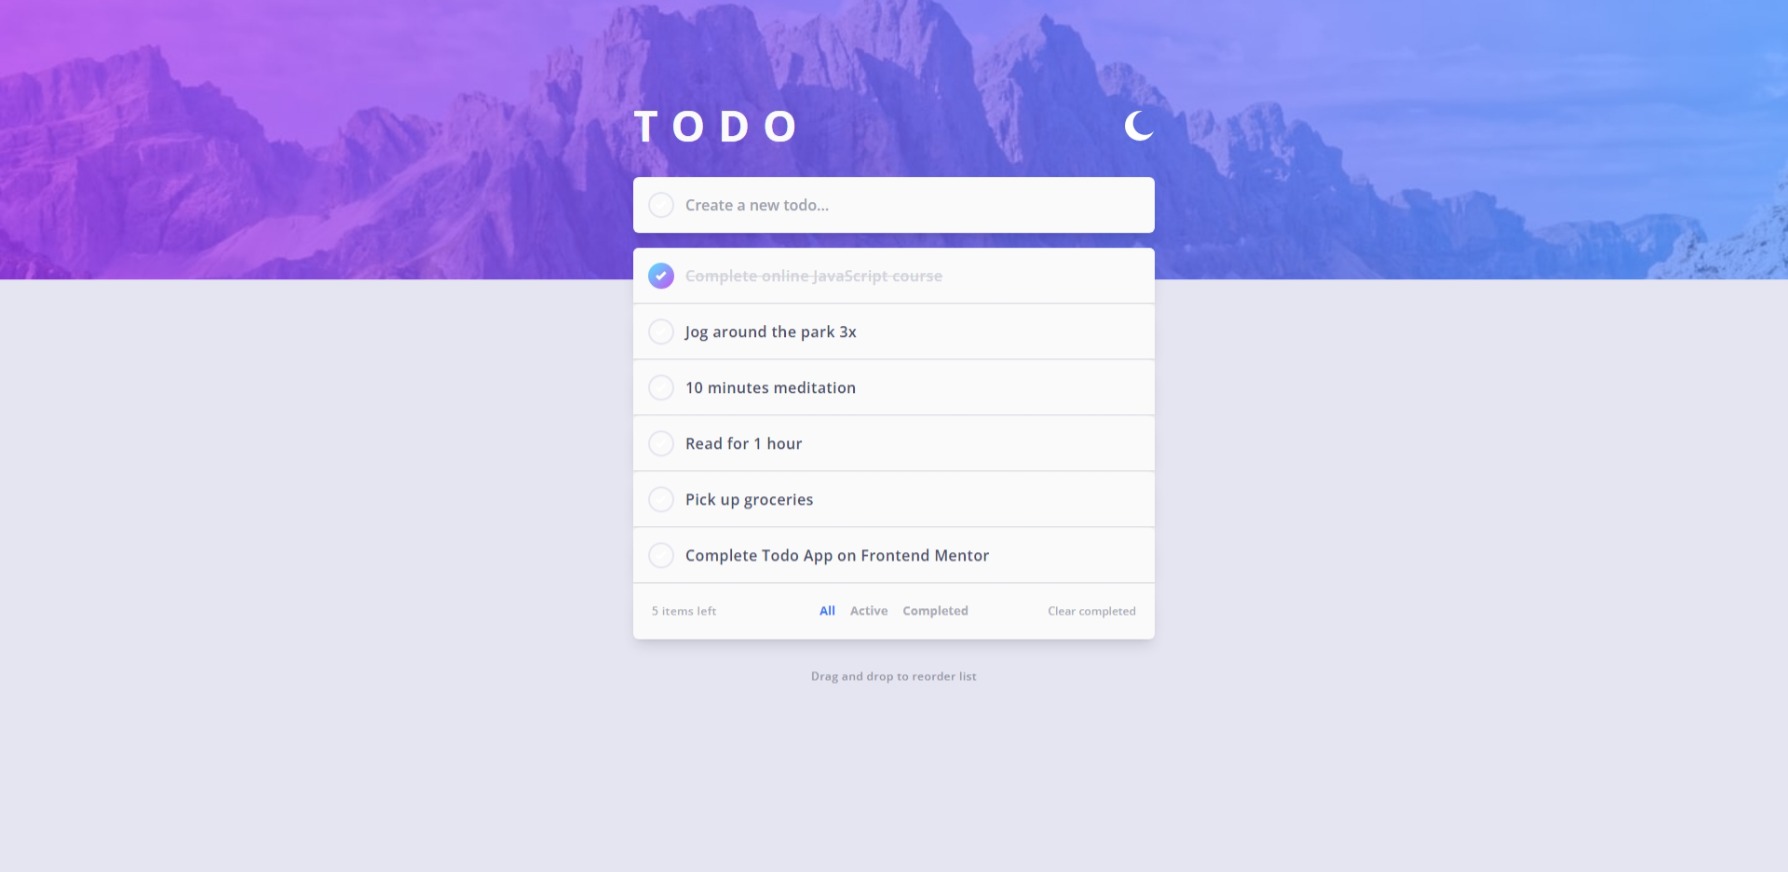 TODO
Create a new todo...
Complete online JavaScript course
Jog around the park 3x
10 minutes meditation
Read for 1 hour
Pick up groceries
Complete Todo App on Frontend Mentor
5 items left All Active Completed Clear completed
Drag and drop to reorder list